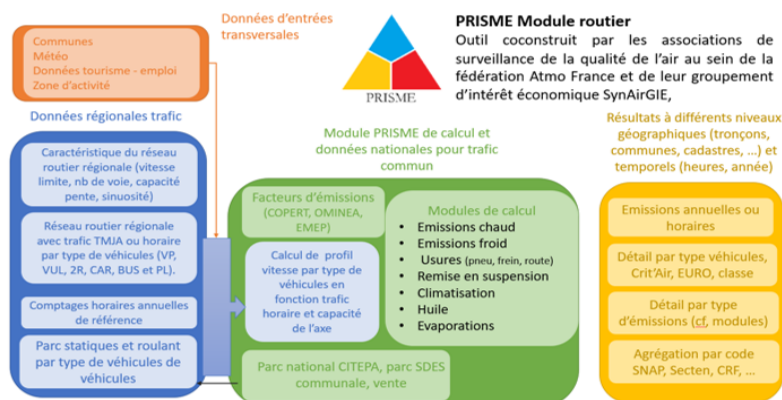 Données d'entrées
transversales
Communes
Météo
Données tourisme - emploi
Zone d'activité
PRISME
PRISME Module routier
Outil coconstruit par les associations de
surveillance de la qualité de l'air au sein de la
fédération Atmo France et de leur groupement
d'intérêt économique SynAirGIE,
Données régionales trafic
Caractéristique du réseau
routier régionale (vitesse
limite, nb de voie, capacité
pente, sinuosité)
Réseau routier régionale
avec trafic TMJA ou horaire
par type de véhicules (VP,
VUL, 2R, CAR, BUS et PL).
Comptages horaires annuelles
de référence
Parc statiques et roulant
par type de véhicules de
véhicules
Module PRISME de calcul et
données nationales pour trafic
commun
Facteurs d'émissions
(COPERT, OMINEA,
EMEP)
Calcul de profil
vitesse par type de
véhicules en
fonction trafic
horaire et capacité
de l'axe
Modules de calcul
• Emissions chaud
• Emissions froid
• Usures (pneu, frein, route)
• Remise en suspension
• Climatisation
• Huile
• Evaporations
Parc national CITEPA, parc SDES
communale, vente
Résultats à différents niveaux
géographiques (tronçons,
communes, cadastres, ...) et
temporels (heures, année)
Emissions annuelles ou
horaires
Détail par type véhicules,
Crit'Air, EURO, classe
Détail par type
d'émissions (cf, modules)
Agrégation par code
SNAP, Secten, CRF, ...